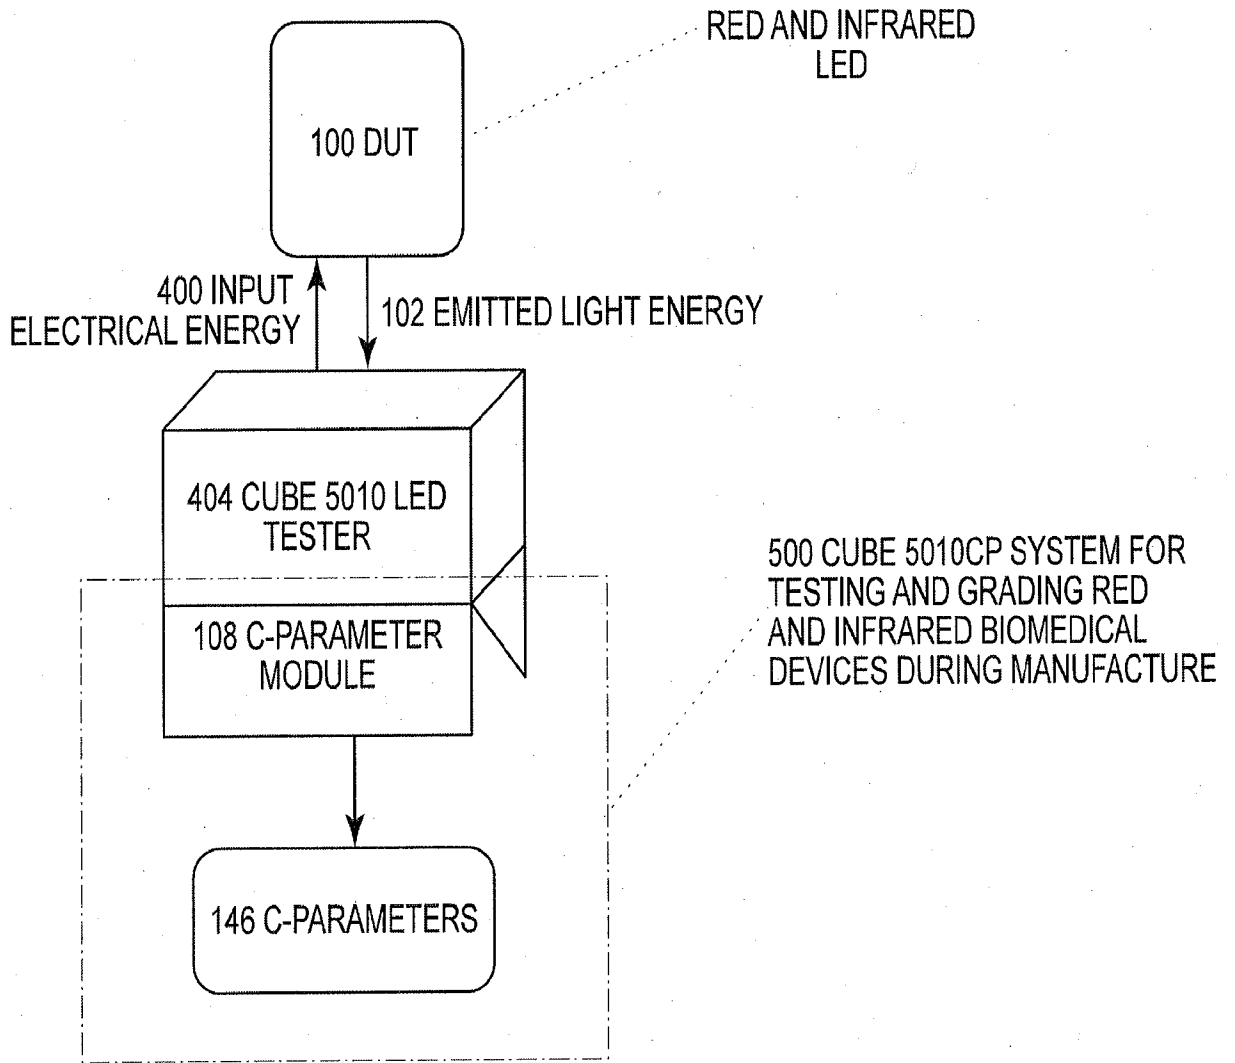 RED AND INFRARED
LED
100 DUT
400 INPUT
ELECTRICAL ENERGY
102 EMITTED LIGHT ENERGY
404 CUBE 5010 LED
TESTER
108 C-PARAMETER
MODULE
500 CUBE 5010CP SYSTEM FOR
TESTING AND GRADING RED
AND INFRARED BIOMEDICAL
DEVICES DURING MANUFACTURE
146 C-PARAMETERS